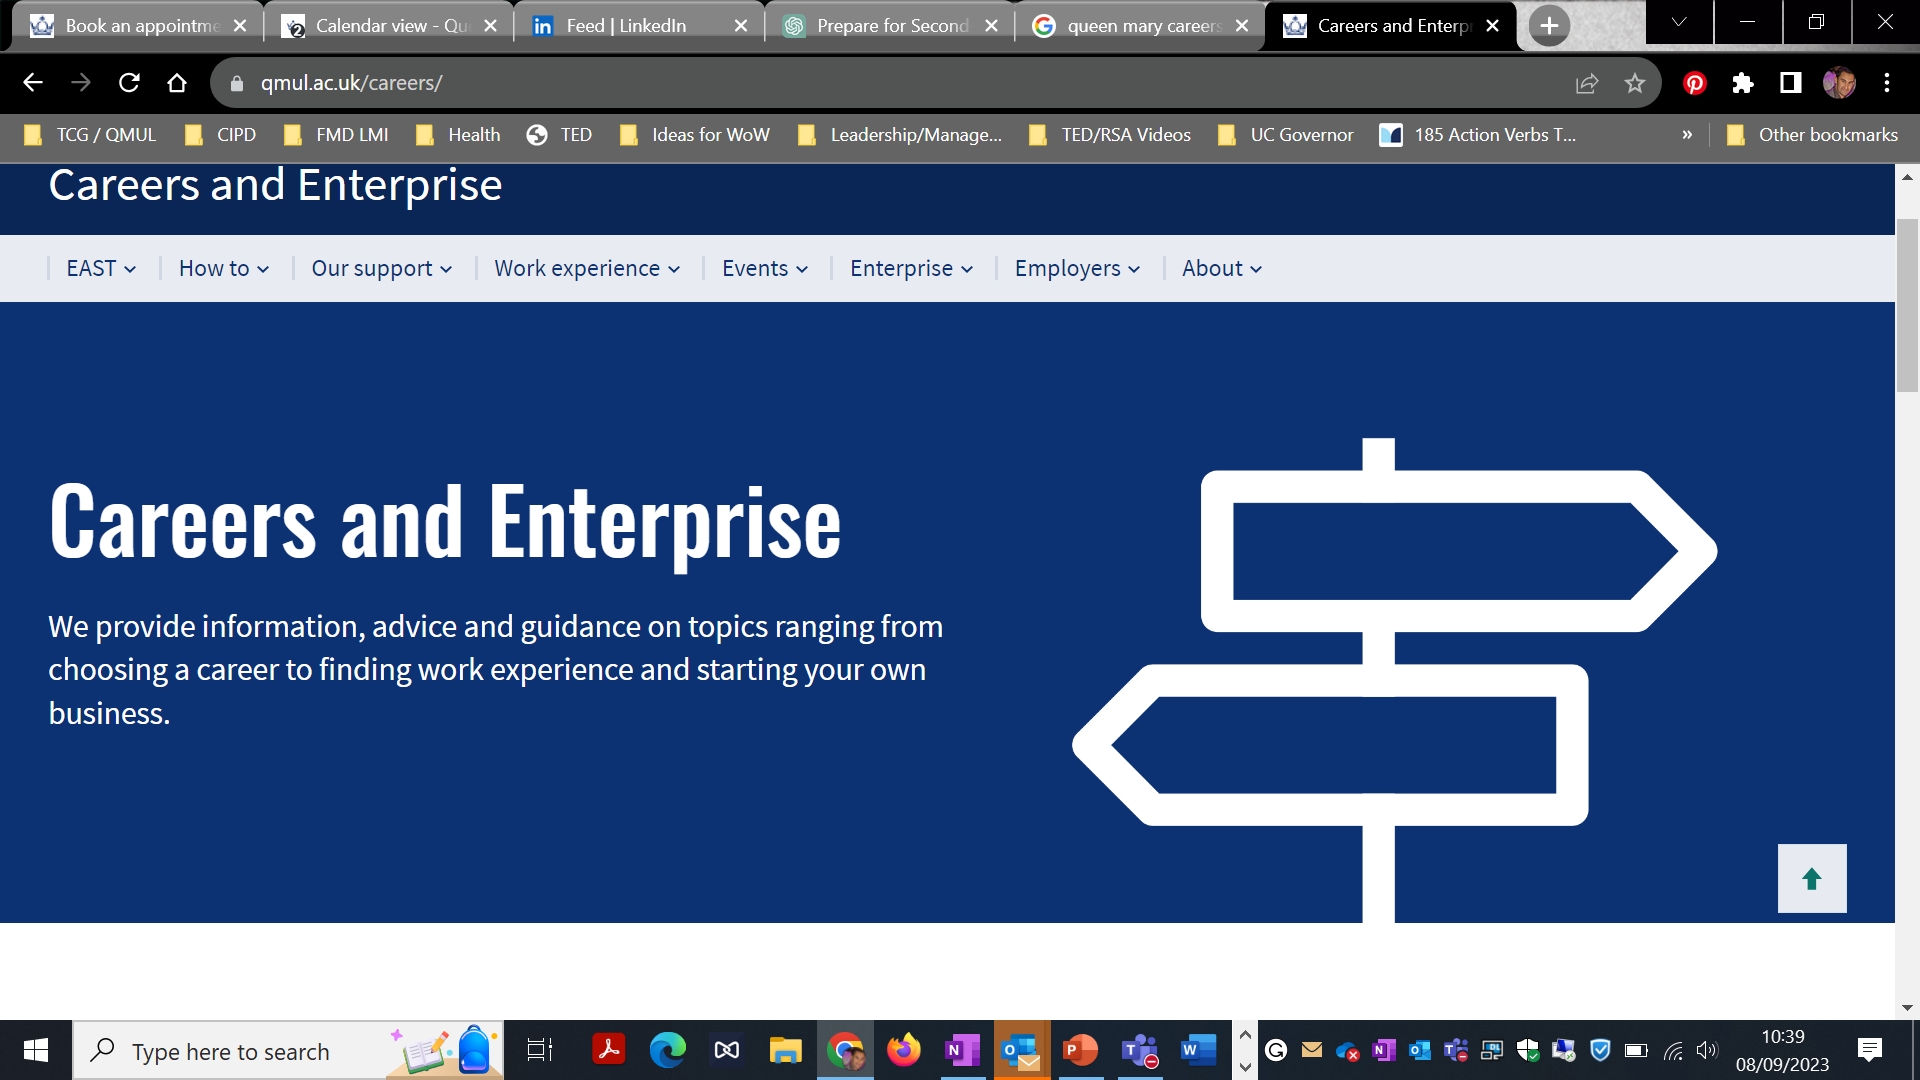 Book an appointme
Calendar view - Qu
Feed | LinkedIn
Prepare for Second
queen mary careers
Careers and Enterp
qmul.ac.uk/careers/
TCG / QMUL
CIPD
FMD LMI
Health
TED
Ideas for WoW
Leadership/Manage...
TED/RSA Videos
UC Governor
185 Action Verbs T...
»
Other bookmarks
Careers and Enterprise
EAST
How to
Our support
Work experience
Events
Enterprise
Employers
About
Careers and Enterprise
We provide information, advice and guidance on topics ranging from
choosing a career to finding work experience and starting your own
business.
Type here to search
10:39
08/09/2023